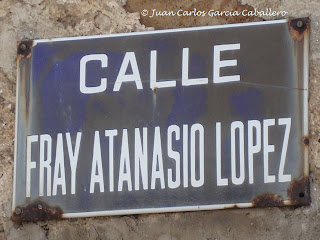 © Juan Carlos García Caballero
CALLE
FRAY ATANASIO LOPEZ